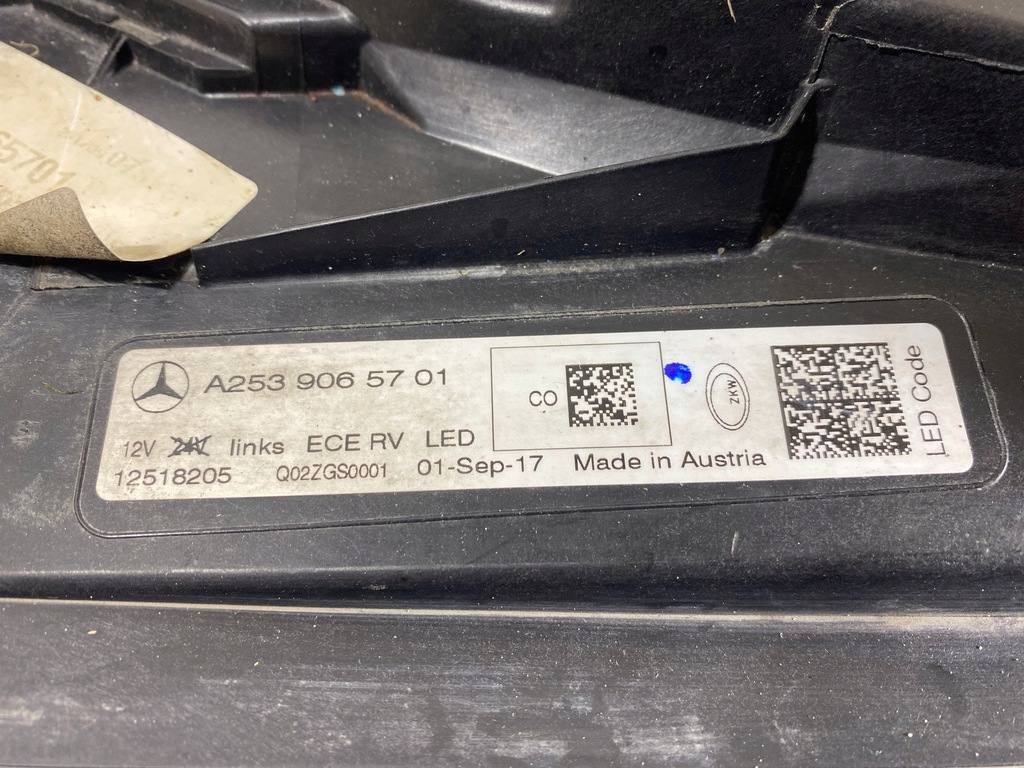 65701
A253 906 57 01
CO
ZKW
LED Code
12V 24V links ECE RV LED
12518205 Q02ZGS0001 01-Sep-17 Made in Austria